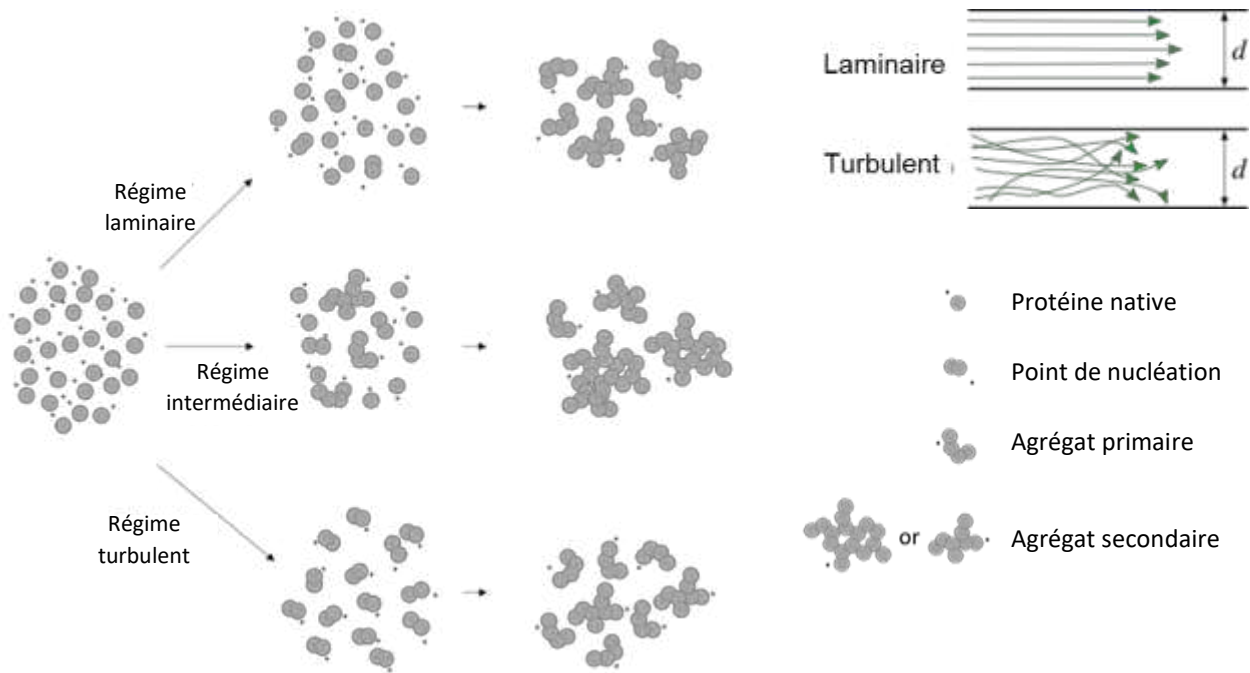 Régime
laminaire
Régime
intermédiaire
Régime
turbulent
Laminaire
d
Turbulent
d
Protéine native
Point de nucléation
Agrégat primaire
or
Agrégat secondaire